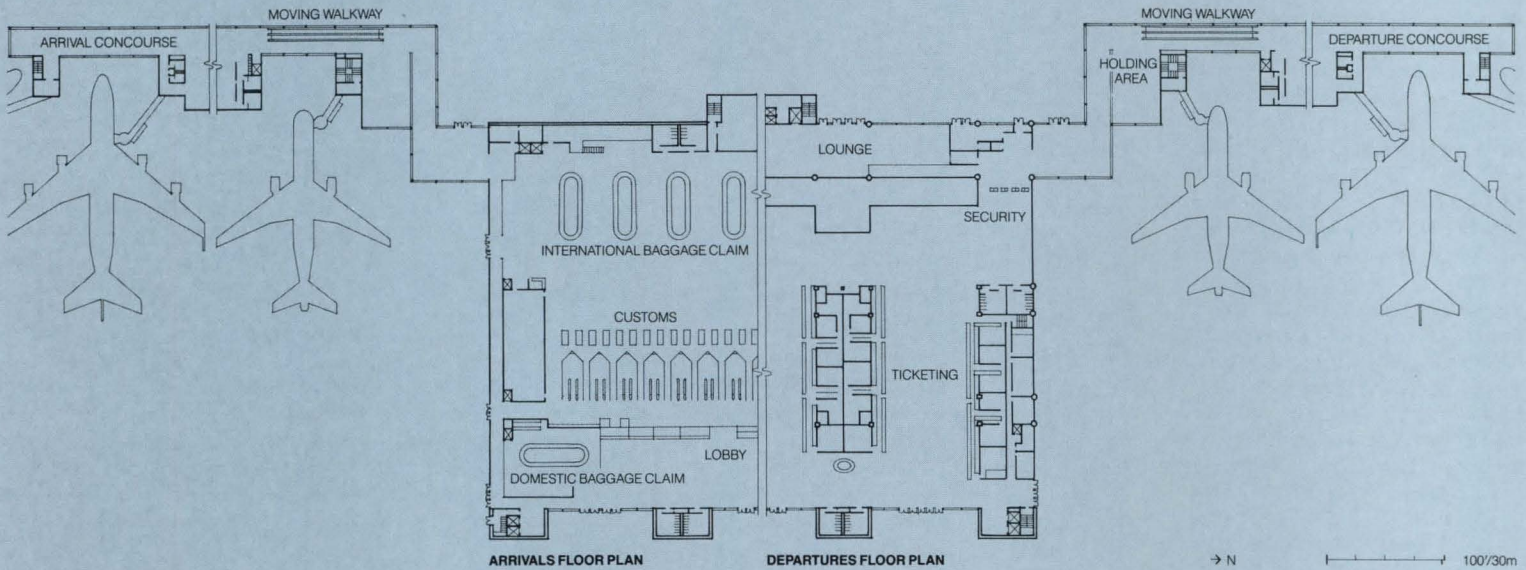 MOVING WALKWAY
ARRIVAL CONCOURSE
INTERNATIONAL BAGGAGE CLAIM
CUSTOMS
LOBBY
DOMESTIC BAGGAGE CLAIM
ARRIVALS FLOOR PLAN
MOVING WALKWAY
DEPARTURE CONCOURSE
HOLDING
AREA
LOUNGE
SECURITY
TICKETING
DEPARTURES FLOOR PLAN
→ N
100'/30m